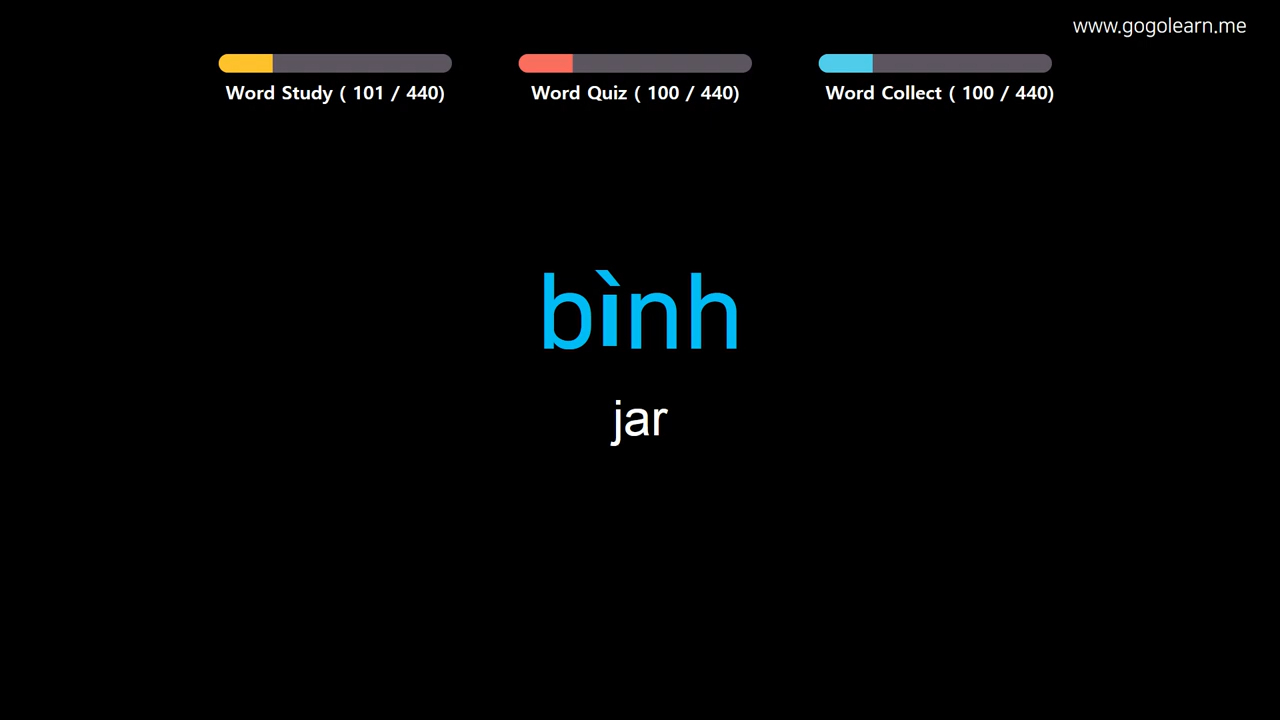 www.gogolearn.me
Word Study ( 101 / 440)
Word Quiz ( 100 / 440)
Word Collect ( 100 / 440)
bình
jar